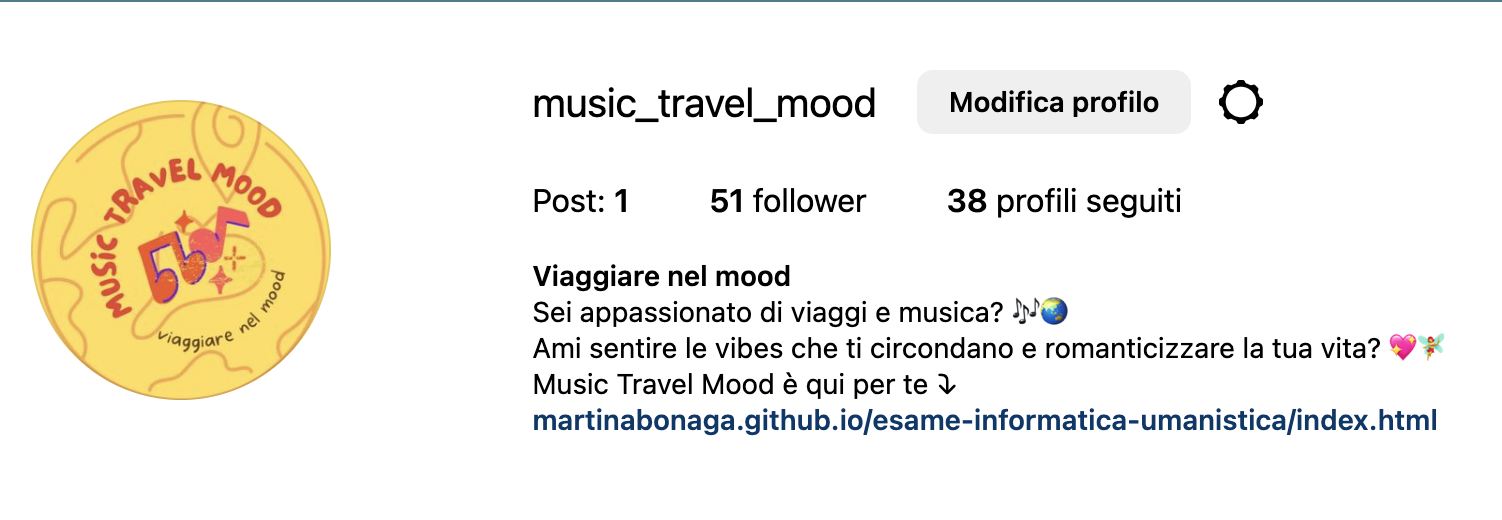 music_travel_mood
Modifica profilo
Post: 1
51 follower
38 profili seguiti
MUSIC TRAVEL MOOD
viaggiare nel mood
Viaggiare nel mood
Sei appassionato di viaggi e musica? 🎶🌏
Ami sentire le vibes che ti circondano e romanticizzare la tua vita? 💖🧚
Music Travel Mood è qui per te ⤵
martinabonaga.github.io/esame-informatica-umanistica/index.html